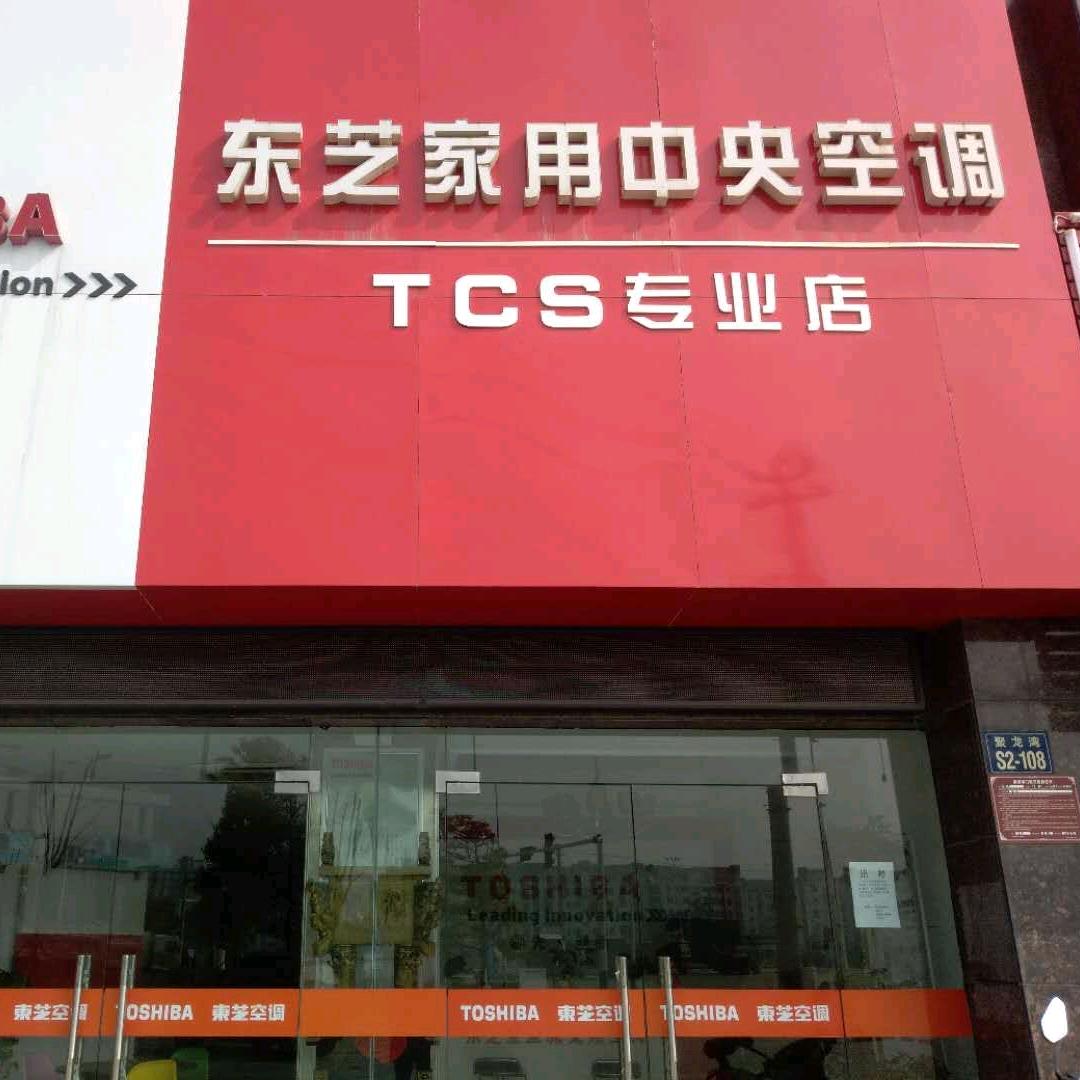 东芝家用中央空调
TCS专业店
BA
ion >>>
聚龙湾
S2-108
TOSHIBA
Leading Innovation >>>
東芝空调
TOSHIBA 東芝空调
TOSHIBA 東芝空调
TOSHIBA 東芝空调